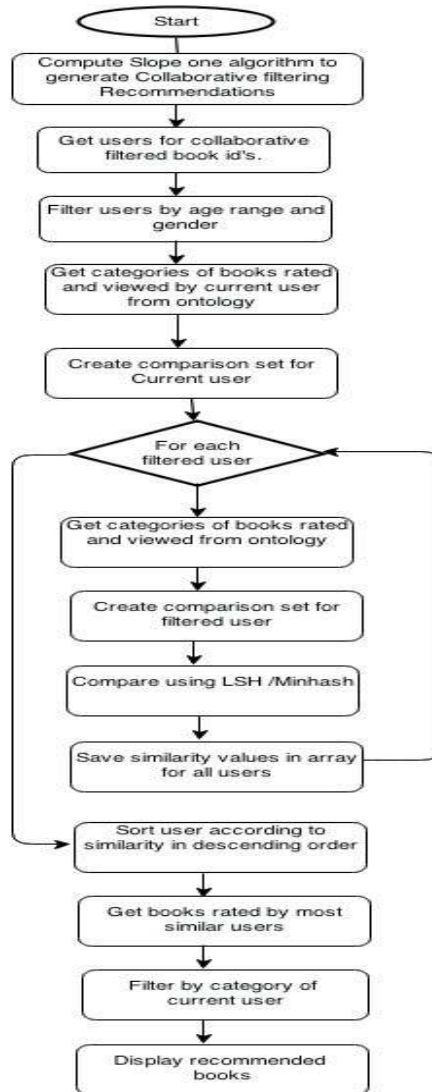 Start
Compute Slope one algorithm to
generate Collaborative filtering
Recommendations
Get users for collaborative
filtered book id's.
Filter users by age range and
gender
Get categories of books rated
and viewed by current user
from ontology
Create comparison set for
Current user
For each
filtered user
Get categories of books rated
and viewed from ontology
Create comparison set for
filtered user
Compare using LSH /Minhash
Save similarity values in array
for all users
Sort user according to
similarity in descending order
Get books rated by most
similar users
Filter by category of
current user
Display recommended
books